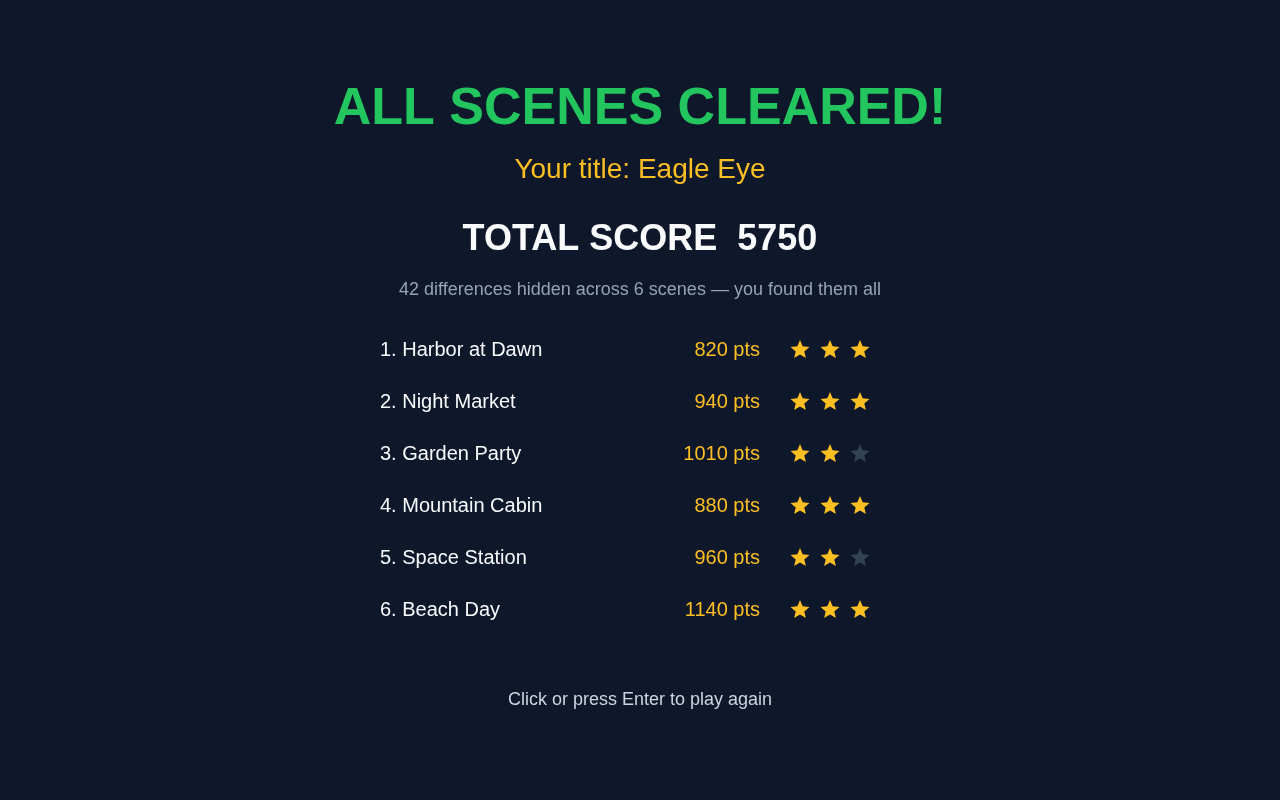 ALL SCENES CLEARED!
Your title: Eagle Eye
TOTAL SCORE  5750
42 differences hidden across 6 scenes — you found them all
1. Harbor at Dawn 820 pts
2. Night Market 940 pts
3. Garden Party 1010 pts
4. Mountain Cabin 880 pts
5. Space Station 960 pts
6. Beach Day 1140 pts
Click or press Enter to play again